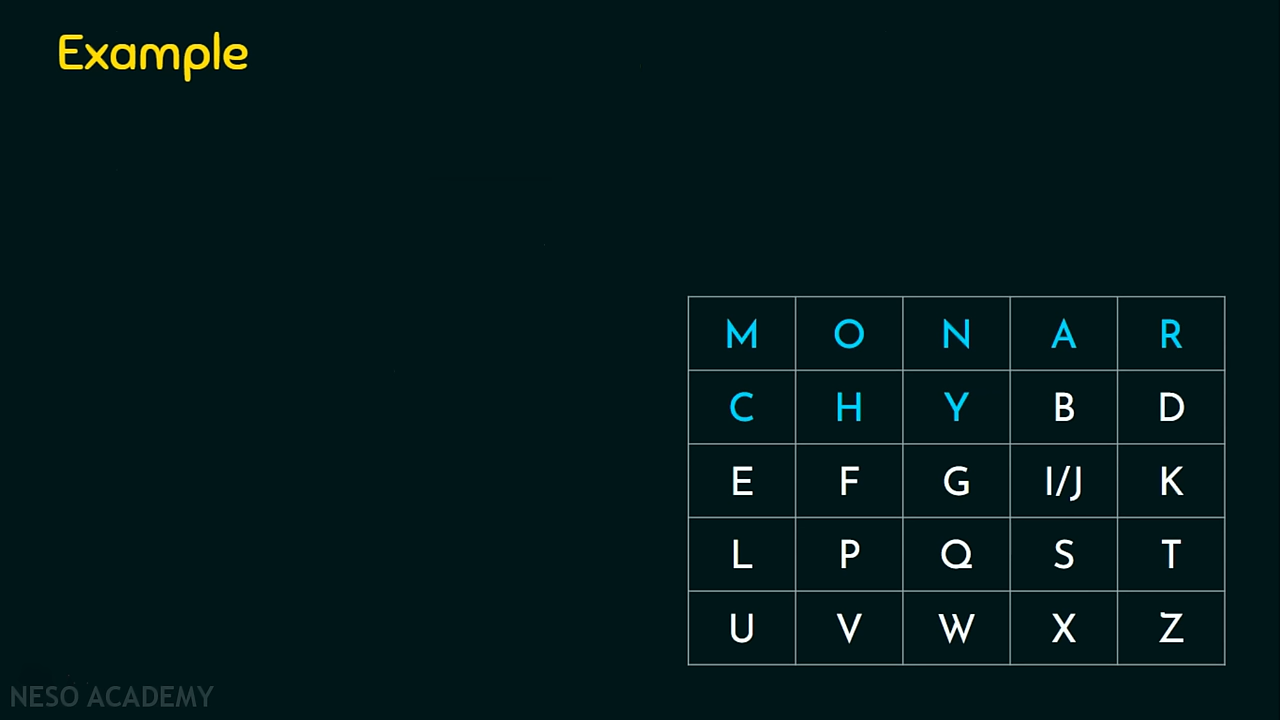 Example
M O N A R
C H Y B D
E F G I/J K
L P Q S T
U V W X Z
NESO ACADEMY